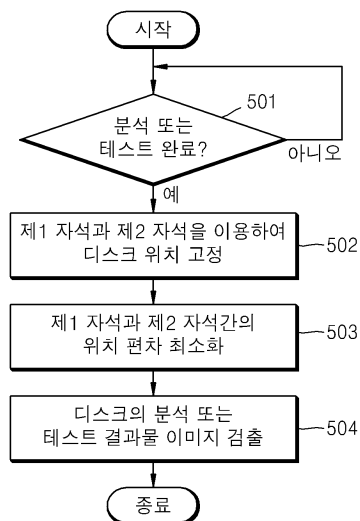 시작
501
분석 또는
테스트 완료?
아니오
예
제1 자석과 제2 자석을 이용하여
디스크 위치 고정
502
제1 자석과 제2 자석간의
위치 편차 최소화
503
디스크의 분석 또는
테스트 결과물 이미지 검출
504
종료